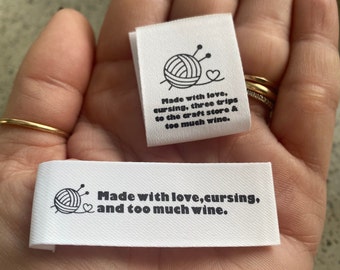 Made with love,
cursing, three trips
to the craft store &
too much wine.
Made with love,cursing,
and too much wine.